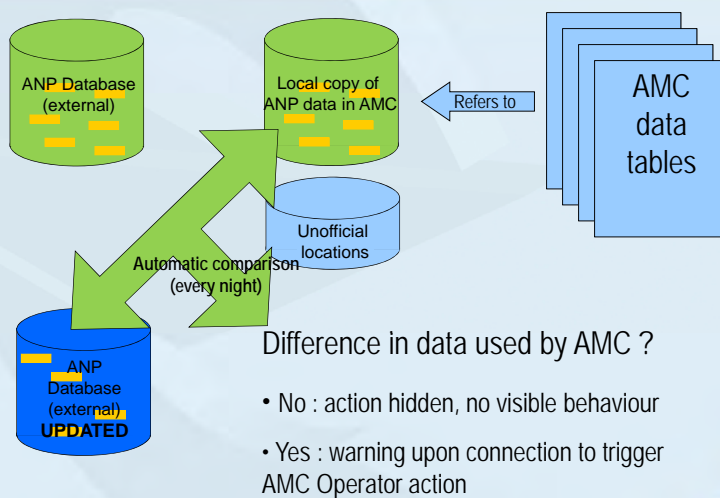 ANP Database
(external)
Local copy of
ANP data in AMC
Refers to
AMC
data
tables
Unofficial
locations
Automatic comparison
(every night)
ANP
Database
(external)
UPDATED
Difference in data used by AMC ?
• No : action hidden, no visible behaviour
• Yes : warning upon connection to trigger
AMC Operator action